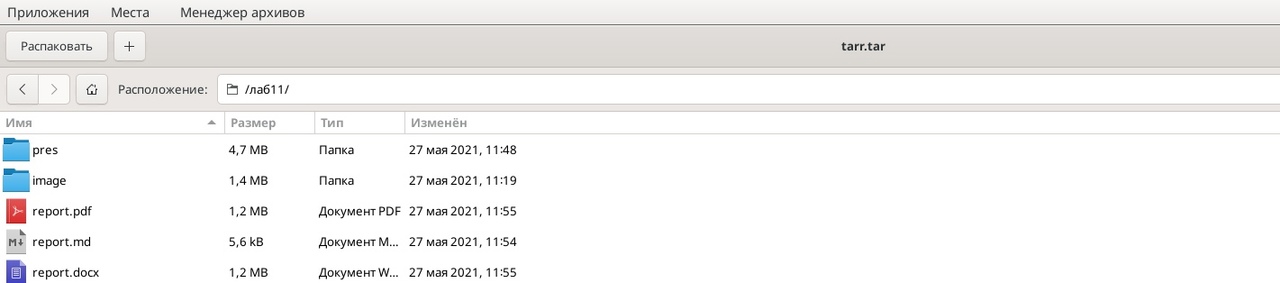 Приложения Места Менеджер архивов
Распаковать + tarr.tar
Расположение: /лаб11/
Имя Размер Тип Изменён
pres 4,7 MB Папка 27 мая 2021, 11:48
image 1,4 MB Папка 27 мая 2021, 11:19
report.pdf 1,2 MB Документ PDF 27 мая 2021, 11:55
report.md 5,6 kB Документ M... 27 мая 2021, 11:54
report.docx 1,2 MB Документ W... 27 мая 2021, 11:55